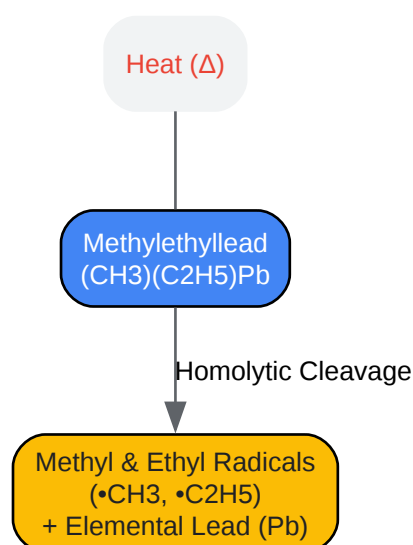 Heat (Δ)
Methylethyllead
(CH3)(C2H5)Pb
Homolytic Cleavage
Methyl & Ethyl Radicals
(•CH3, •C2H5)
+ Elemental Lead (Pb)